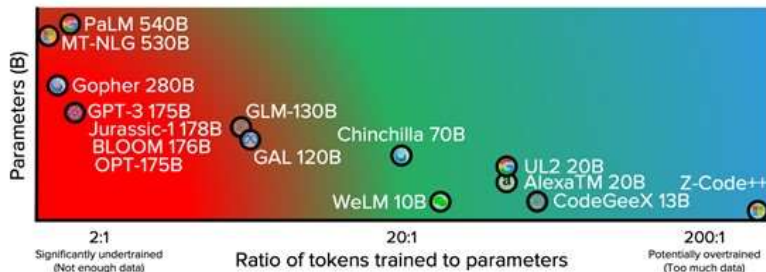 PaLM 540B
MT-NLG 530B
Gopher 280B
GPT-3 175B
Jurassic-1 178B
BLOOM 176B
OPT-175B
GLM-130B
GAL 120B
Chinchilla 70B
WeLM 10B
UL2 20B
AlexaTM 20B
CodeGeeX 13B
Z-Code++
Parameters (B)
2:1
Significantly undertrained
(Not enough data)
20:1
Ratio of tokens trained to parameters
200:1
Potentially overtrained
(Too much data)